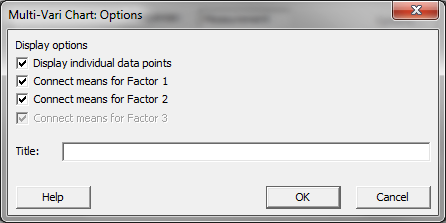 Multi-Vari Chart: Options
Display options
Display individual data points
Connect means for Factor 1
Connect means for Factor 2
Connect means for Factor 3
Title:
Help OK Cancel